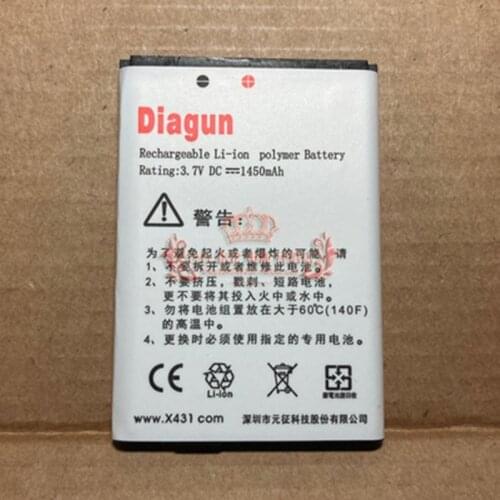 Diagun
Rechargeable Li-ion polymer Battery
Rating:3.7V DC⎓1450mAh
警告:
为了避免起火或者爆炸的可能，请
1、不要拆开或者维修此电池。
2、不要挤压，戳刺、短路电池，
更不要将其投入火中或水中。
3、勿将电池组置放在大于60℃(140F)
的高温中。
4、更换时必须使用指定的专用电池。
Li-ion
www.X431.com 深圳市元征科技股份有限公司